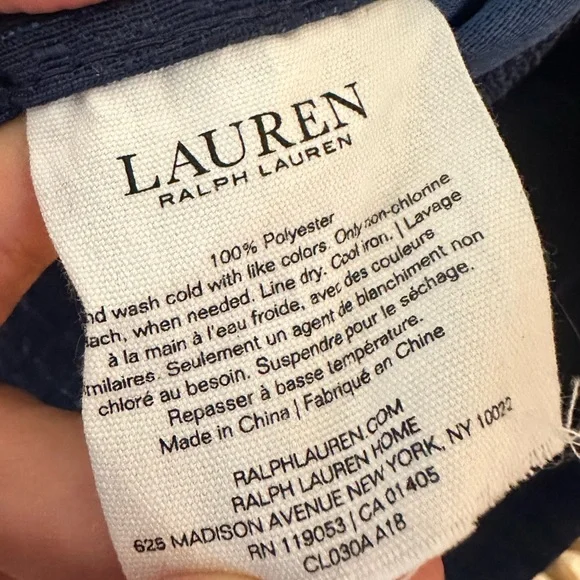 LAUREN
RALPH LAUREN
100% Polyester
wash cold with like colors. Only non-chlorine
when needed. Line dry. Cool iron. | Lavage
à la main à l'eau froide, avec des couleurs
Seulement un agent de blanchiment non
chloré au besoin. Suspendre pour le séchage.
Repasser à basse température.
Made in China | Fabriqué en Chine
RALPHLAUREN.COM
RALPH LAUREN HOME
625 MADISON AVENUE NEW YORK, NY 10022
RN 119053 | CA 01405
CL030A A18